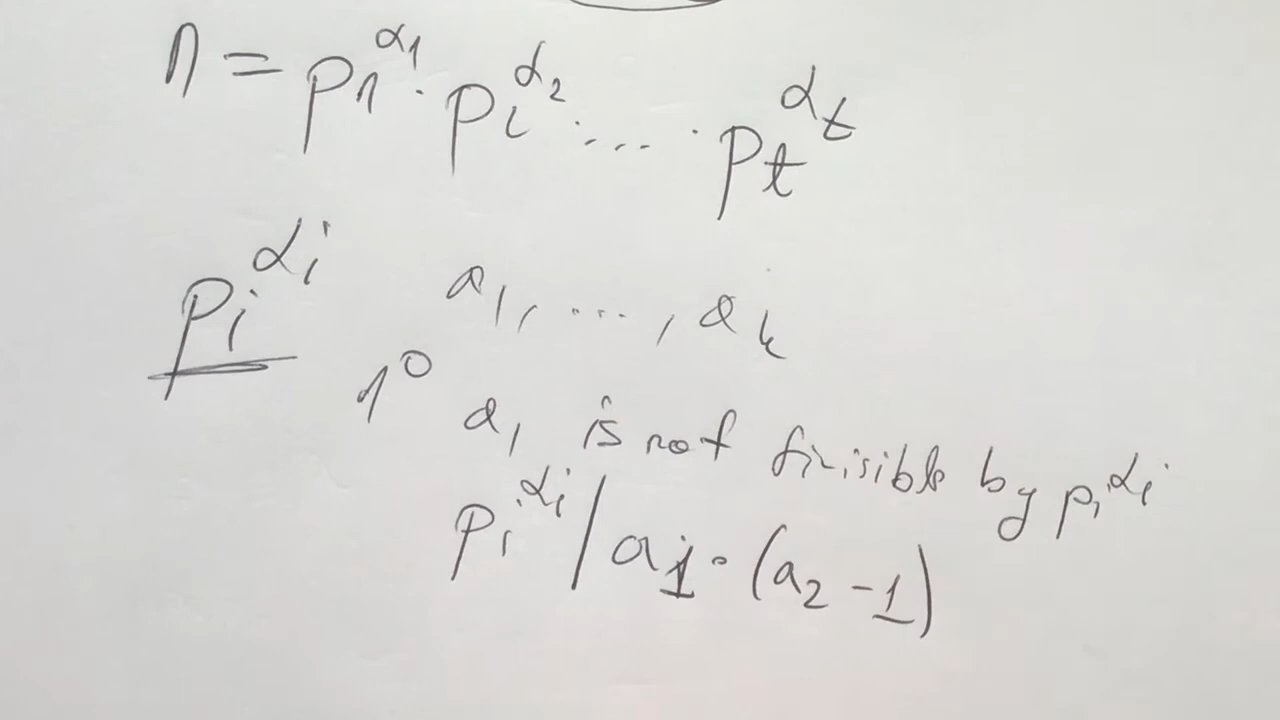 n = p₁^α₁ · pᵢ^α₂ · ... · pₜ^αₜ
pᵢ^αᵢ a₁, ..., aₖ
1⁰ a₁ is not divisible by pᵢ^αᵢ
pᵢ^αᵢ / a₁ · (a₂ − 1)